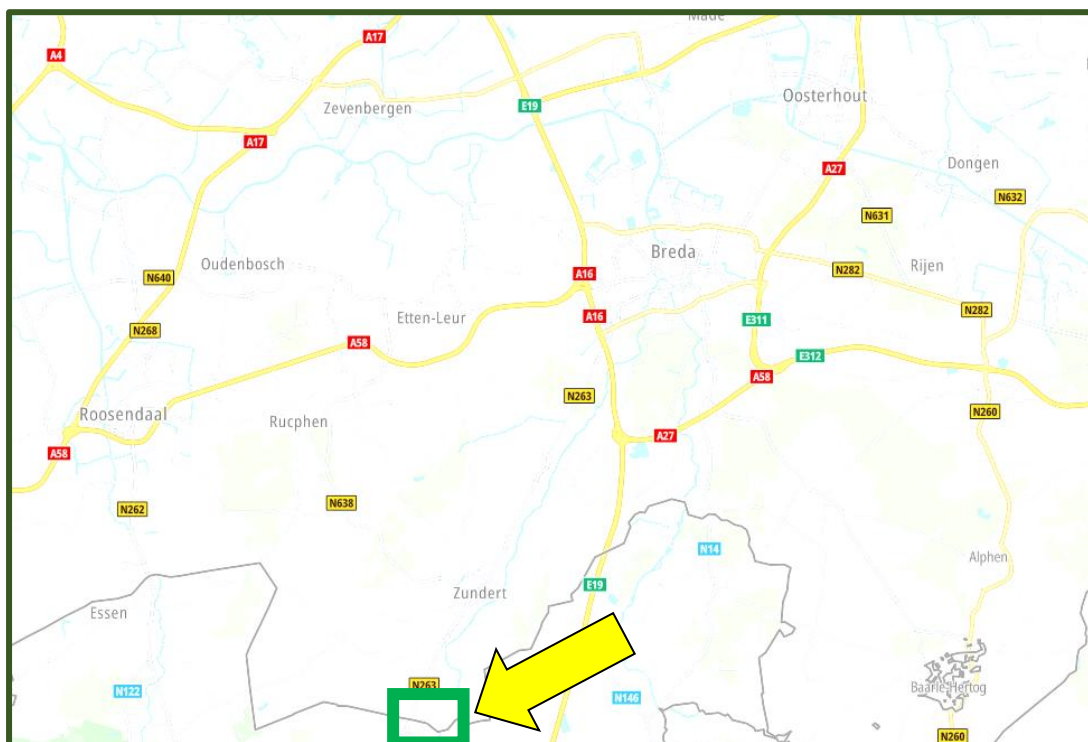 Made
A17
A4
Zevenbergen
E19
Oosterhout
A17
Dongen
A27
N632
N631
Breda
Oudenbosch
Rijen
N640
A16
N282
Etten-Leur
A16
E311
N282
N268
A58
E312
A58
N263
Roosendaal
N260
Rucphen
A27
A58
N638
N262
N14
Alphen
E19
Zundert
Essen
N263
Baarle-Hertog
N122
N146
N260